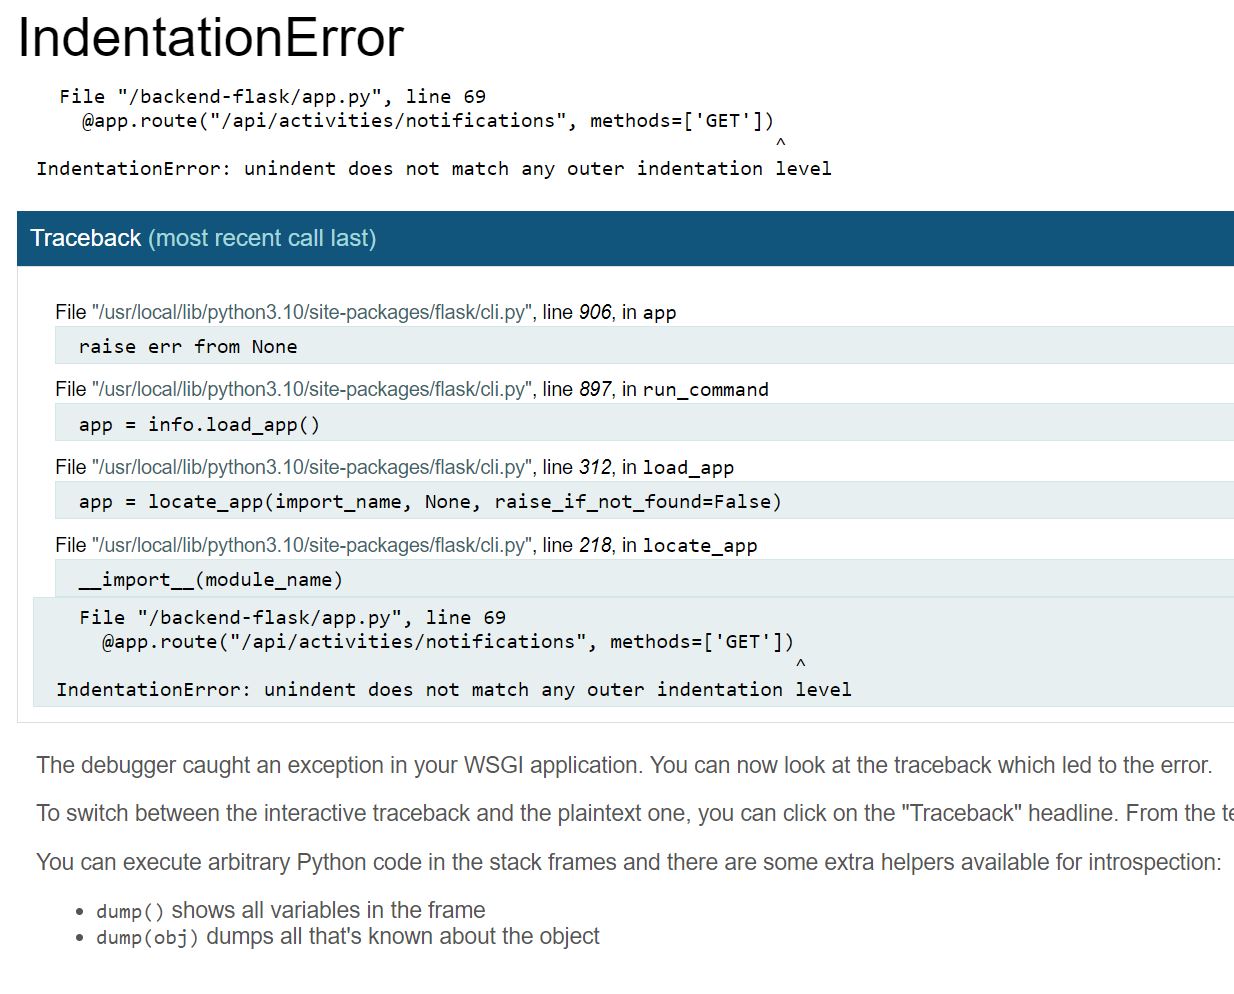 IndentationError
File "/backend-flask/app.py", line 69
@app.route("/api/activities/notifications", methods=['GET'])
^
IndentationError: unindent does not match any outer indentation level
Traceback (most recent call last)
File "/usr/local/lib/python3.10/site-packages/flask/cli.py", line 906, in app
raise err from None
File "/usr/local/lib/python3.10/site-packages/flask/cli.py", line 897, in run_command
app = info.load_app()
File "/usr/local/lib/python3.10/site-packages/flask/cli.py", line 312, in load_app
app = locate_app(import_name, None, raise_if_not_found=False)
File "/usr/local/lib/python3.10/site-packages/flask/cli.py", line 218, in locate_app
__import__(module_name)
File "/backend-flask/app.py", line 69
@app.route("/api/activities/notifications", methods=['GET'])
^
IndentationError: unindent does not match any outer indentation level
The debugger caught an exception in your WSGI application. You can now look at the traceback which led to the error.
To switch between the interactive traceback and the plaintext one, you can click on the "Traceback" headline. From the
You can execute arbitrary Python code in the stack frames and there are some extra helpers available for introspection:
• dump() shows all variables in the frame
• dump(obj) dumps all that's known about the object